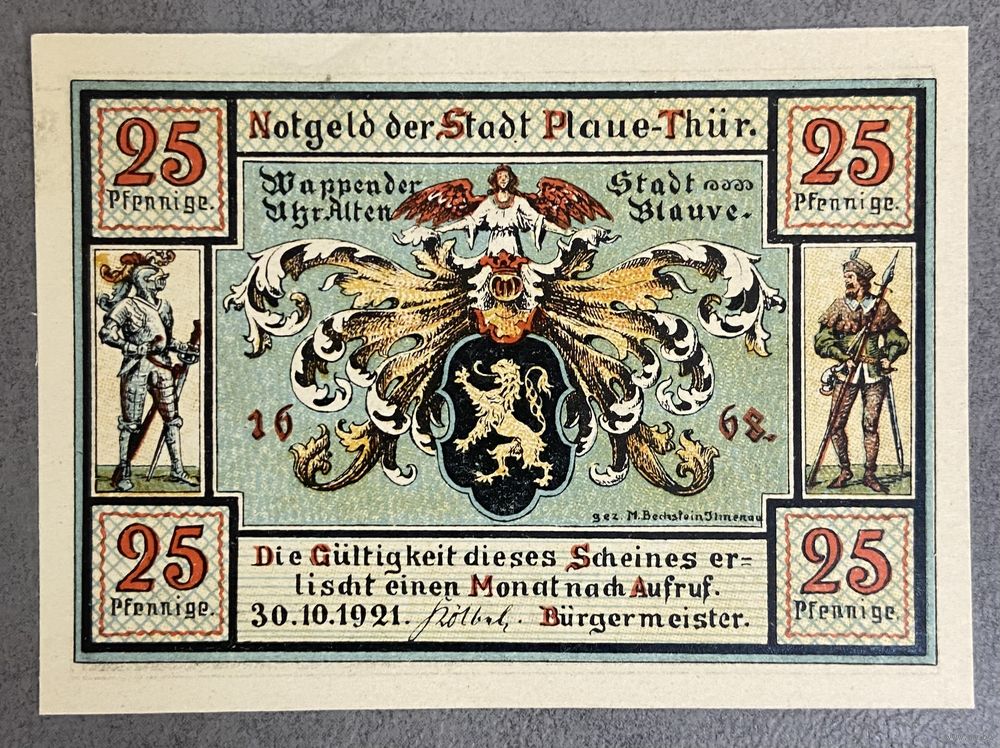 25
Pfennige.
Notgeld der Stadt Plaue-Thür.
25
Pfennige.
Wappen der Stadt
Uhr Alten Blauve.
16 68.
gez M. Bechstein Ilmenau
25
Pfennige.
Die Gültigkeit dieses Scheines er=
lischt einen Monat nach Aufruf.
30.10.1921. Kölbel. Bürgermeister.
25
Pfennige.